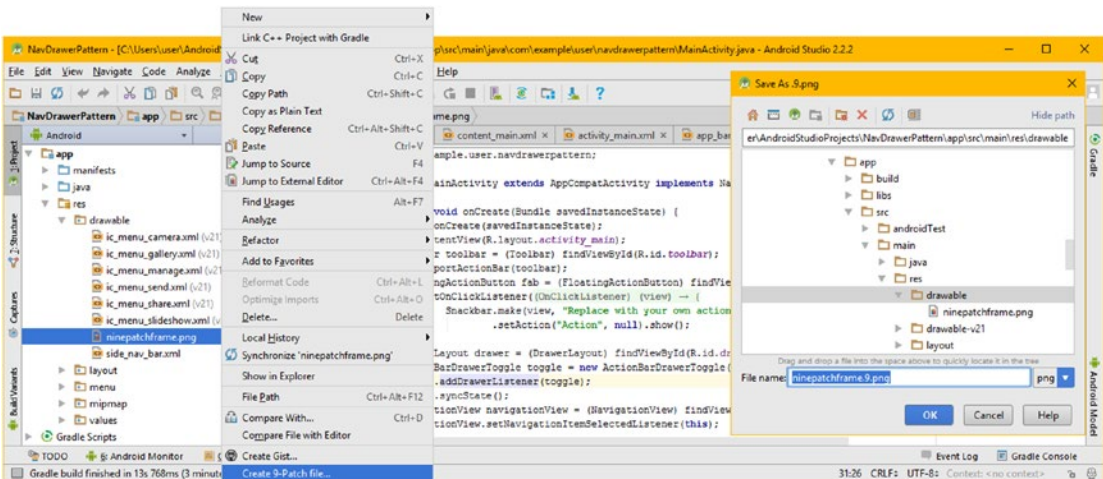 New
Link C++ Project with Gradle
NavDrawerPattern - [C:\Users\user\Android
p\src\main\java\com\example\user\navdrawerpattern\MainActivity.java - Android Studio 2.2.2
File Edit View Navigate Code Analyze
Help
Cut Ctrl+X
Copy Ctrl+C
Copy Path Ctrl+Shift+C
Copy as Plain Text
Copy Reference Ctrl+Alt+Shift+C
Paste Ctrl+V
Jump to Source F4
Jump to External Editor Ctrl+Alt+F4
Find Usages Alt+F7
Analyze
Refactor
Add to Favorites
Reformat Code Ctrl+Alt+L
Optimize Imports Ctrl+Alt+O
Delete... Delete
Local History
Synchronize 'ninepatchframe.png'
Show in Explorer
File Path Ctrl+Alt+F12
Compare With... Ctrl+D
Compare File with Editor
Create Gist...
Create 9-Patch file...
NavDrawerPattern app src
me.png
Android
1: Project
7: Structure
Captures
Build Variants
app
manifests
java
res
drawable
ic_menu_camera.xml (v21)
ic_menu_gallery.xml (v21)
ic_menu_manage.xml (v21
ic_menu_send.xml (v21)
ic_menu_share.xml (v21)
ic_menu_slideshow.xml (v
ninepatchframe.png
side_nav_bar.xml
layout
menu
mipmap
values
Gradle Scripts
content_main.xml × activity_main.xml × app_bar
ample.user.navdrawerpattern;
ainActivity extends AppCompatActivity implements Na
void onCreate(Bundle savedInstanceState) {
onCreate(savedInstanceState);
tentView(R.layout.activity_main);
r toolbar = (Toolbar) findViewById(R.id.toolbar);
portActionBar(toolbar);
ngActionButton fab = (FloatingActionButton) findVie
tOnClickListener((OnClickListener) (view) → {
Snackbar.make(view, "Replace with your own action
.setAction("Action", null).show();
Layout drawer = (DrawerLayout) findViewById(R.id.dr
BarDrawerToggle toggle = new ActionBarDrawerToggle(
.addDrawerListener(toggle);
.syncState();
tionView navigationView = (NavigationView) findView
tionView.setNavigationItemSelectedListener(this);
Save As .9.png
Hide path
er\AndroidStudioProjects\NavDrawerPattern\app\src\main\res\drawable
app
build
libs
src
androidTest
main
java
res
drawable
ninepatchframe.png
drawable-v21
layout
Drag and drop a file into the space above to quickly locate it in the tree
File name: ninepatchframe.9.png png
OK Cancel Help
Gradle
Android Model
TODO 6: Android Monitor
Event Log Gradle Console
Gradle build finished in 13s 768ms (3 minute
31:26 CRLF÷ UTF-8÷ Context: <no context>